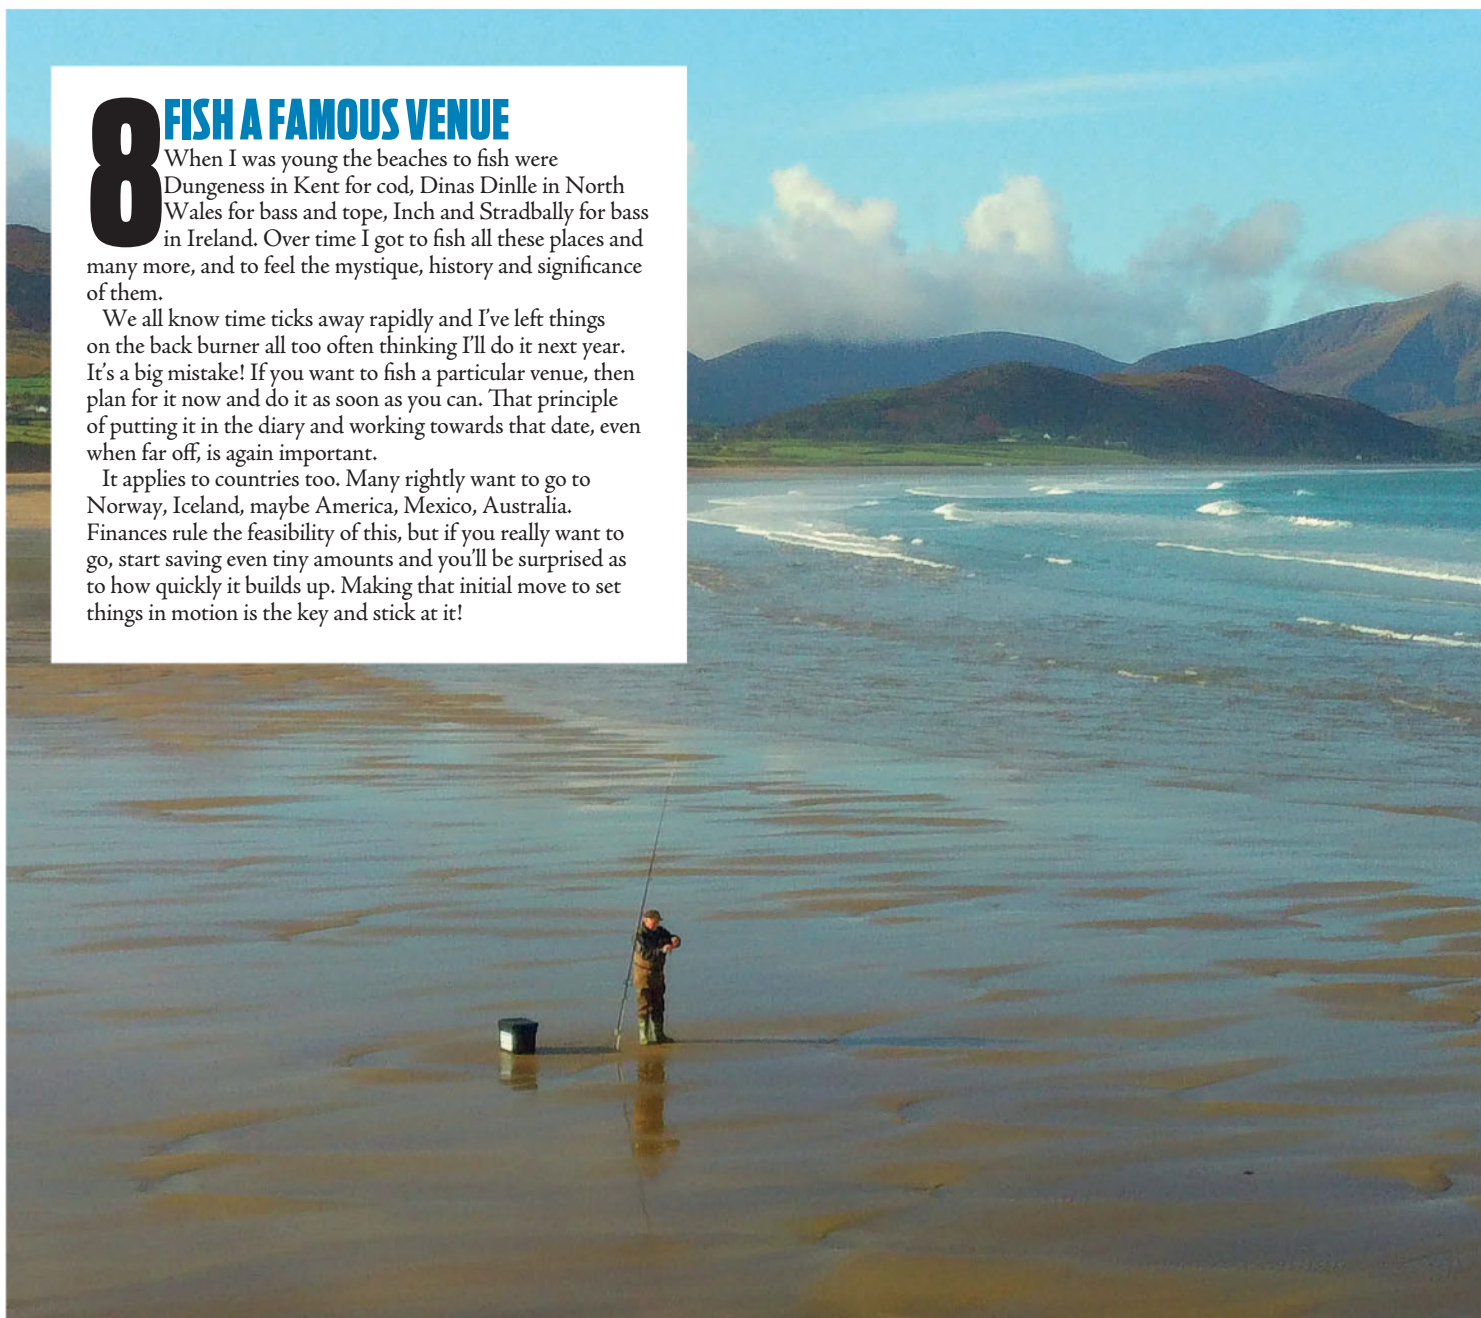 8 FISH A FAMOUS VENUE
When I was young the beaches to fish were
Dungeness in Kent for cod, Dinas Dinlle in North
Wales for bass and tope, Inch and Stradbally for bass
in Ireland. Over time I got to fish all these places and
many more, and to feel the mystique, history and significance
of them.
We all know time ticks away rapidly and I've left things
on the back burner all too often thinking I'll do it next year.
It's a big mistake! If you want to fish a particular venue, then
plan for it now and do it as soon as you can. That principle
of putting it in the diary and working towards that date, even
when far off, is again important.
It applies to countries too. Many rightly want to go to
Norway, Iceland, maybe America, Mexico, Australia.
Finances rule the feasibility of this, but if you really want to
go, start saving even tiny amounts and you'll be surprised as
to how quickly it builds up. Making that initial move to set
things in motion is the key and stick at it!